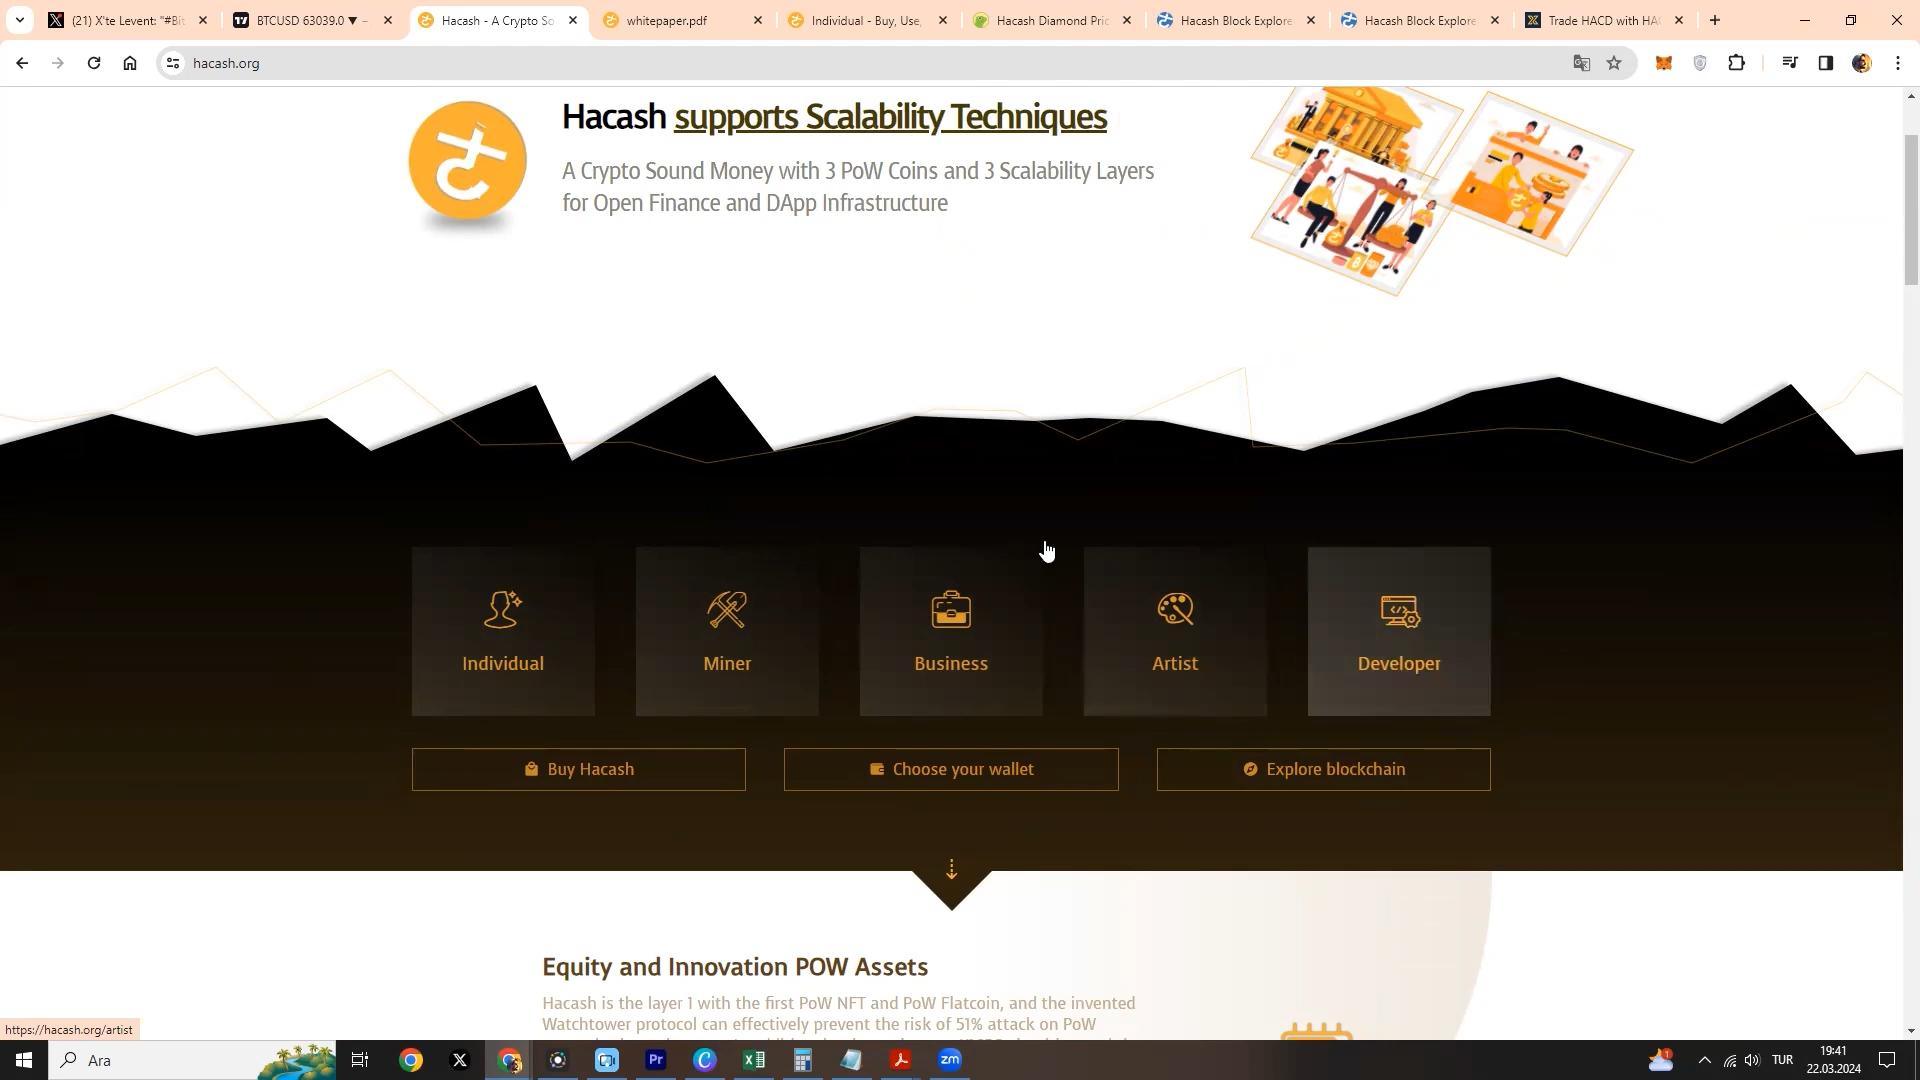 (21) X'te Levent: "#Bit
BTCUSD 63039.0 ▼ −
Hacash - A Crypto So
whitepaper.pdf
Individual - Buy, Use,
Hacash Diamond Pric
Hacash Block Explore
Hacash Block Explore
Trade HACD with HAC
hacash.org
Hacash supports Scalability Techniques
A Crypto Sound Money with 3 PoW Coins and 3 Scalability Layers
for Open Finance and DApp Infrastructure
Individual
Miner
Business
Artist
Developer
Buy Hacash
Choose your wallet
Explore blockchain
Equity and Innovation POW Assets
Hacash is the layer 1 with the first PoW NFT and PoW Flatcoin, and the invented
Watchtower protocol can effectively prevent the risk of 51% attack on PoW
https://hacash.org/artist
Ara
TUR
19:41
22.03.2024